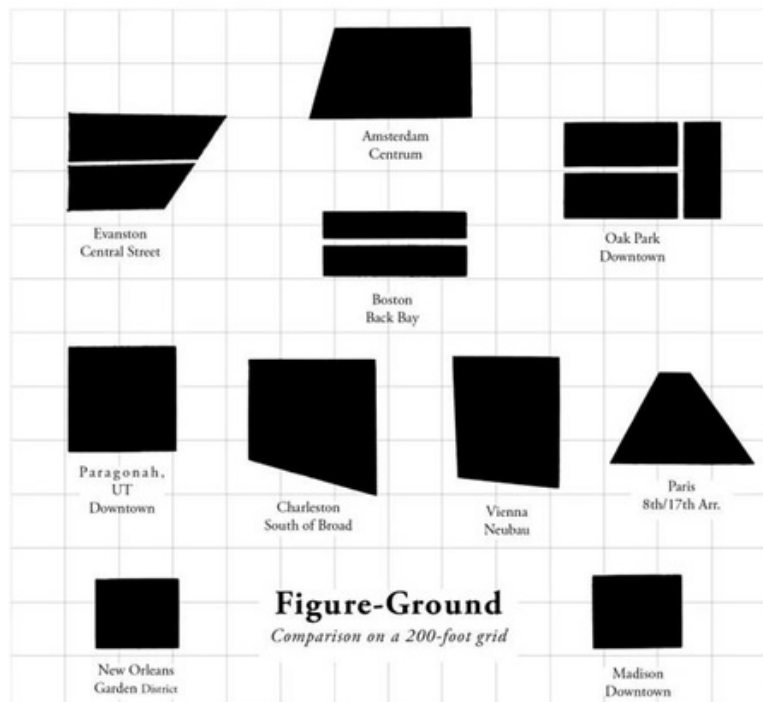 Amsterdam
Centrum
Evanston
Central Street
Oak Park
Downtown
Boston
Back Bay
Paragonah,
UT
Downtown
Charleston
South of Broad
Vienna
Neubau
Paris
8th/17th Arr.
New Orleans
Garden District
Figure-Ground
Comparison on a 200-foot grid
Madison
Downtown